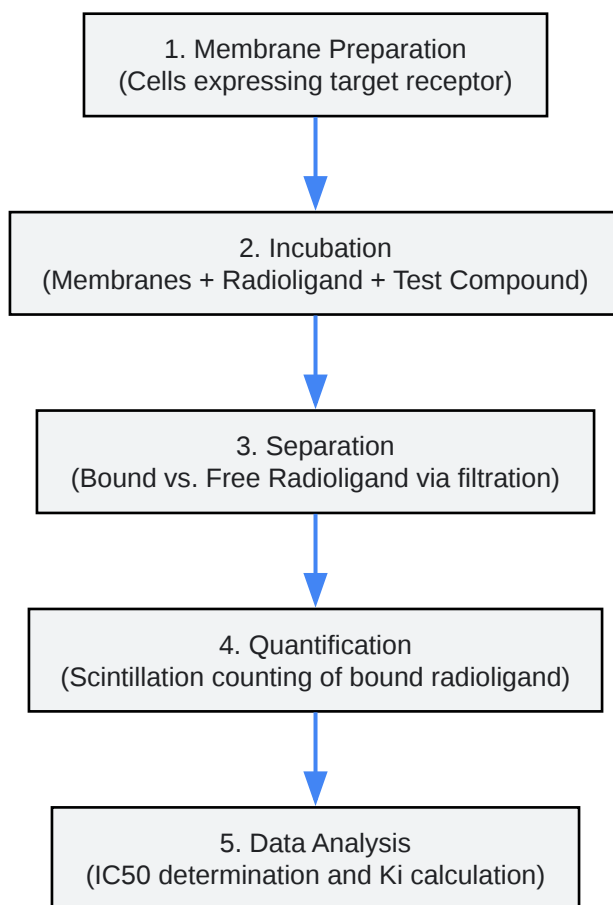 1. Membrane Preparation
(Cells expressing target receptor)
2. Incubation
(Membranes + Radioligand + Test Compound)
3. Separation
(Bound vs. Free Radioligand via filtration)
4. Quantification
(Scintillation counting of bound radioligand)
5. Data Analysis
(IC50 determination and Ki calculation)